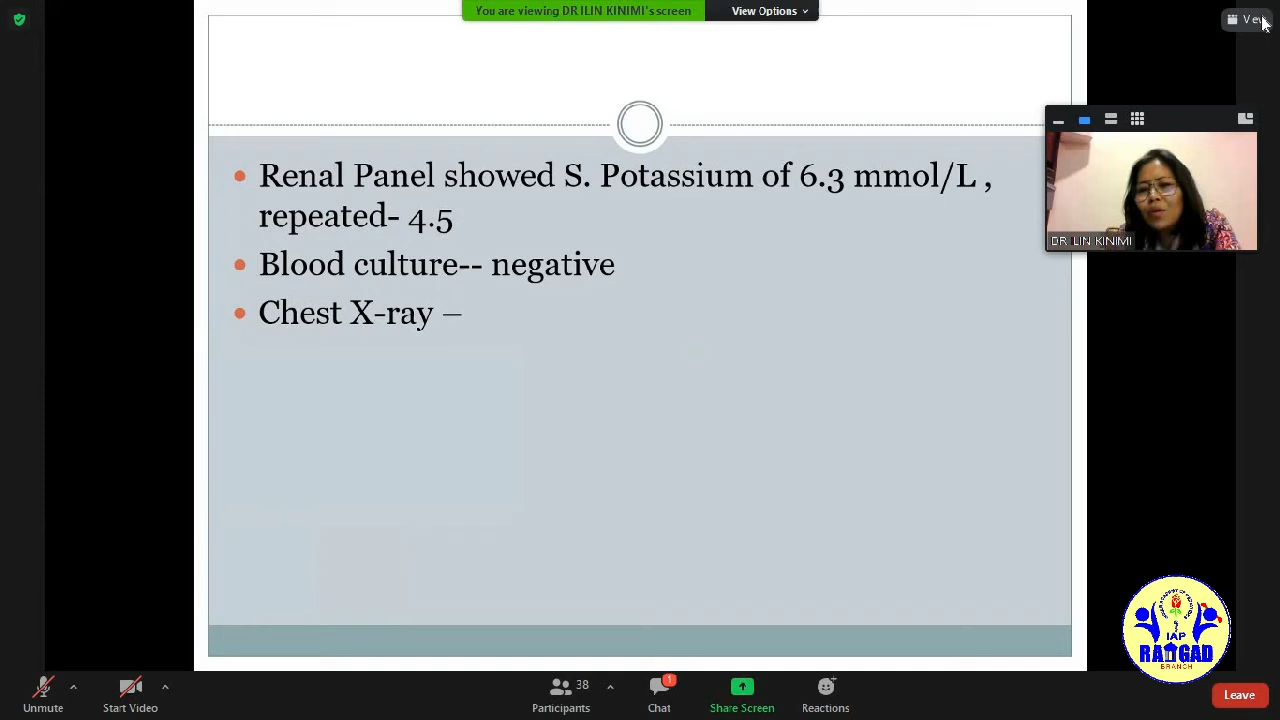 You are viewing DR ILIN KINIMI's screen
View Options
Renal Panel showed S. Potassium of 6.3 mmol/L ,
repeated- 4.5
Blood culture-- negative
Chest X-ray –
DR ILIN KINIMI
IAP
RAIGAD
BRANCH
Unmute
Start Video
38
Participants
1
Chat
Share Screen
Reactions
Leave